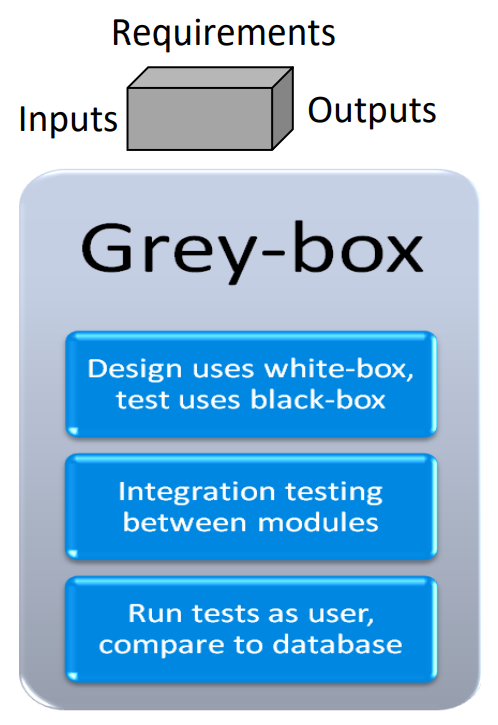 Requirements
Inputs
Outputs
Grey-box
Design uses white-box,
test uses black-box
Integration testing
between modules
Run tests as user,
compare to database